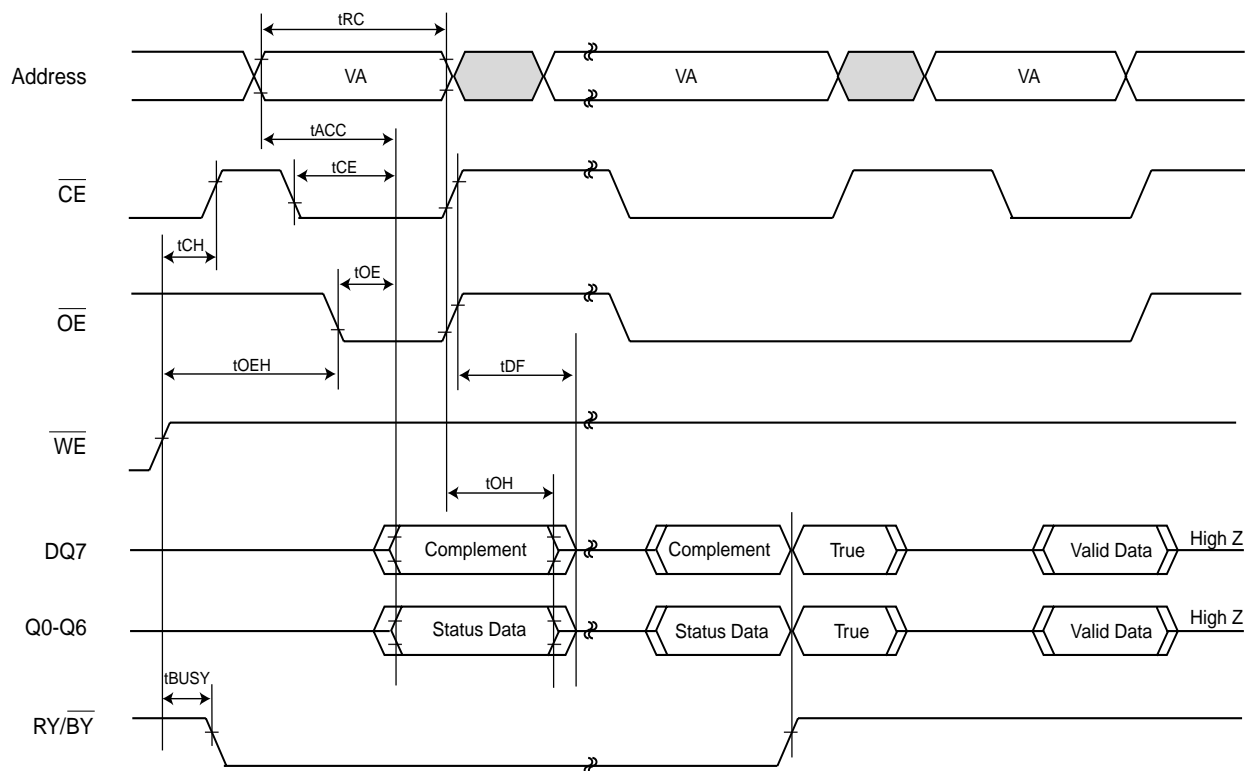 tRC
Address VA VA VA
tACC
tCE
CE
tCH
tOE
OE
tOEH tDF
WE
tOH
DQ7 Complement Complement True Valid Data High Z
Q0-Q6 Status Data Status Data True Valid Data High Z
tBUSY
RY/BY